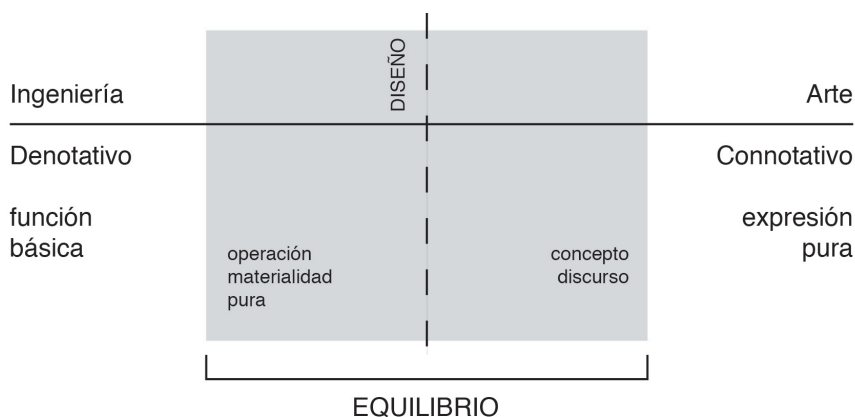 DISEÑO
Ingeniería
Arte
Denotativo
Connotativo
función
básica
expresión
pura
operación
materialidad
pura
concepto
discurso
EQUILIBRIO